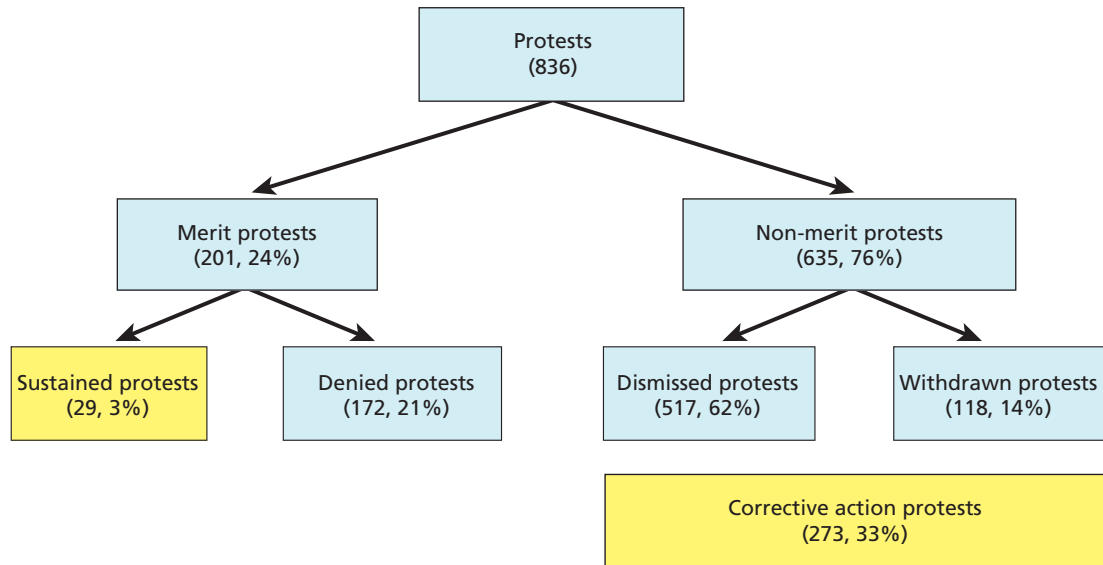 Protests
(836)
Merit protests
(201, 24%)
Non-merit protests
(635, 76%)
Sustained protests
(29, 3%)
Denied protests
(172, 21%)
Dismissed protests
(517, 62%)
Withdrawn protests
(118, 14%)
Corrective action protests
(273, 33%)